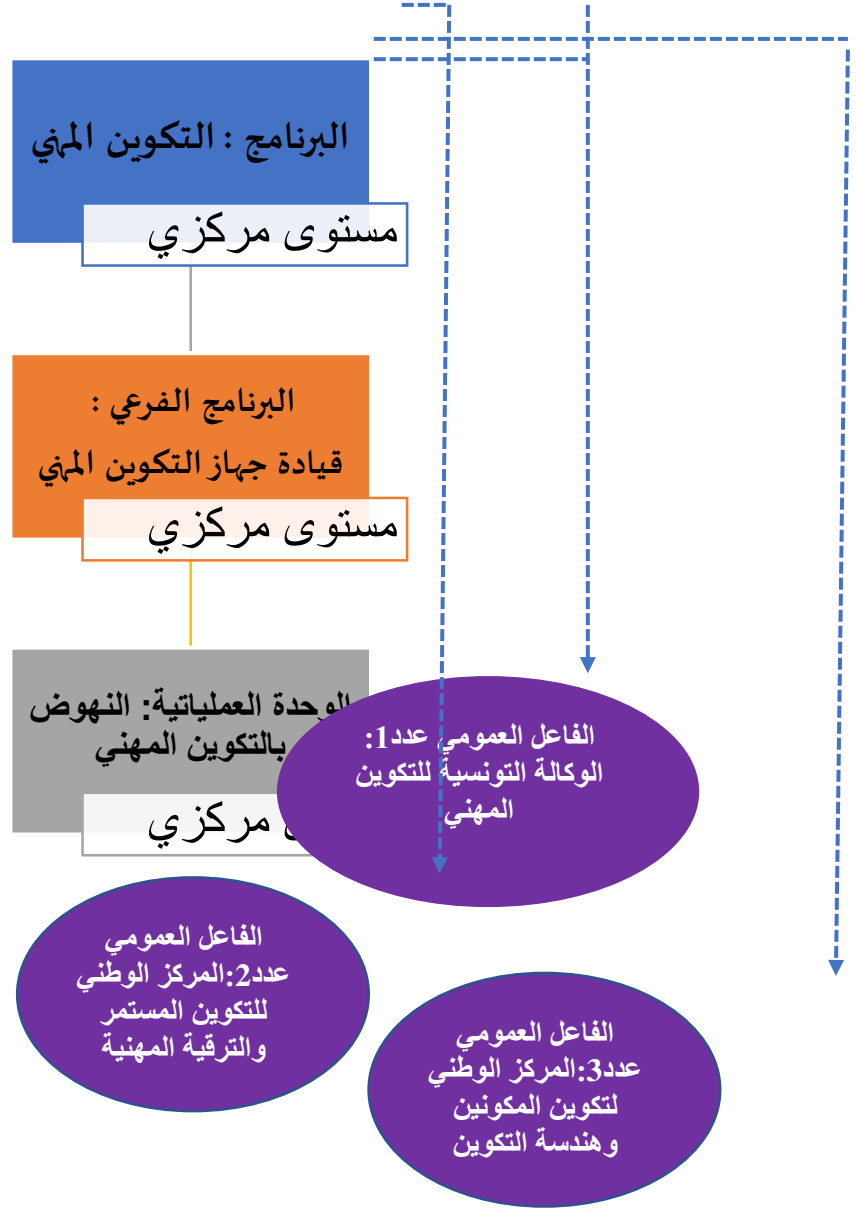 البرنامج : التكوين المهني
مستوى مركزي
البرنامج الفرعي :
قيادة جهاز التكوين المهني
مستوى مركزي
الوحدة العملياتية: النهوض
بالتكوين المهني
مركزي
الفاعل العمومي عدد1:
الوكالة التونسية للتكوين
المهني
الفاعل العمومي
عدد2:المركز الوطني
للتكوين المستمر
والترقية المهنية
الفاعل العمومي
عدد3:المركز الوطني
لتكوين المكونين
وهندسة التكوين